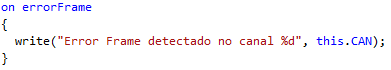 on errorFrame
{
  write("Error Frame detectado no canal %d", this.CAN);
}